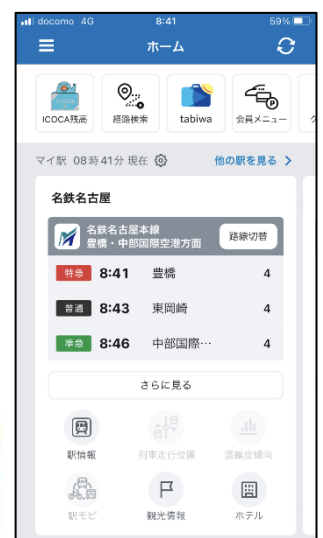 docomo 4G 8:41 59%
ホーム
ICOCA
ICOCA残高 経路検索 tabiwa 会員メニュー
マイ駅 08時41分 現在 他の駅を見る
名鉄名古屋
名鉄名古屋本線
豊橋・中部国際空港方面
路線切替
特急 8:41 豊橋 4
普通 8:43 東岡崎 4
準急 8:46 中部国際… 4
さらに見る
駅情報 列車走行位置 混雑度傾向
駅モビ 観光情報 ホテル